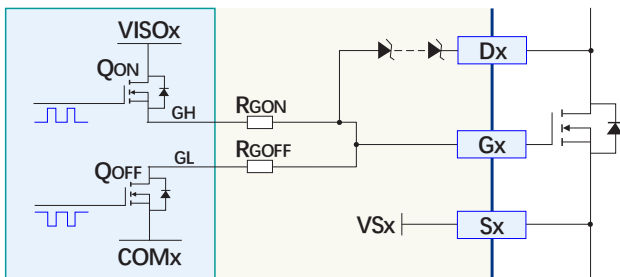 VISOx
QON
Dx
GH
RGON
Gx
GL
RGOFF
QOFF
VSx
Sx
COMx